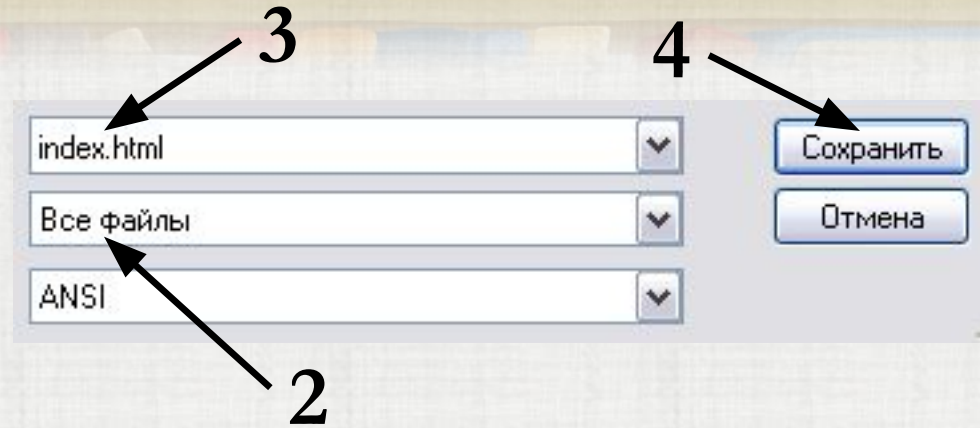 3
4
index.html
Сохранить
Все файлы
Отмена
ANSI
2